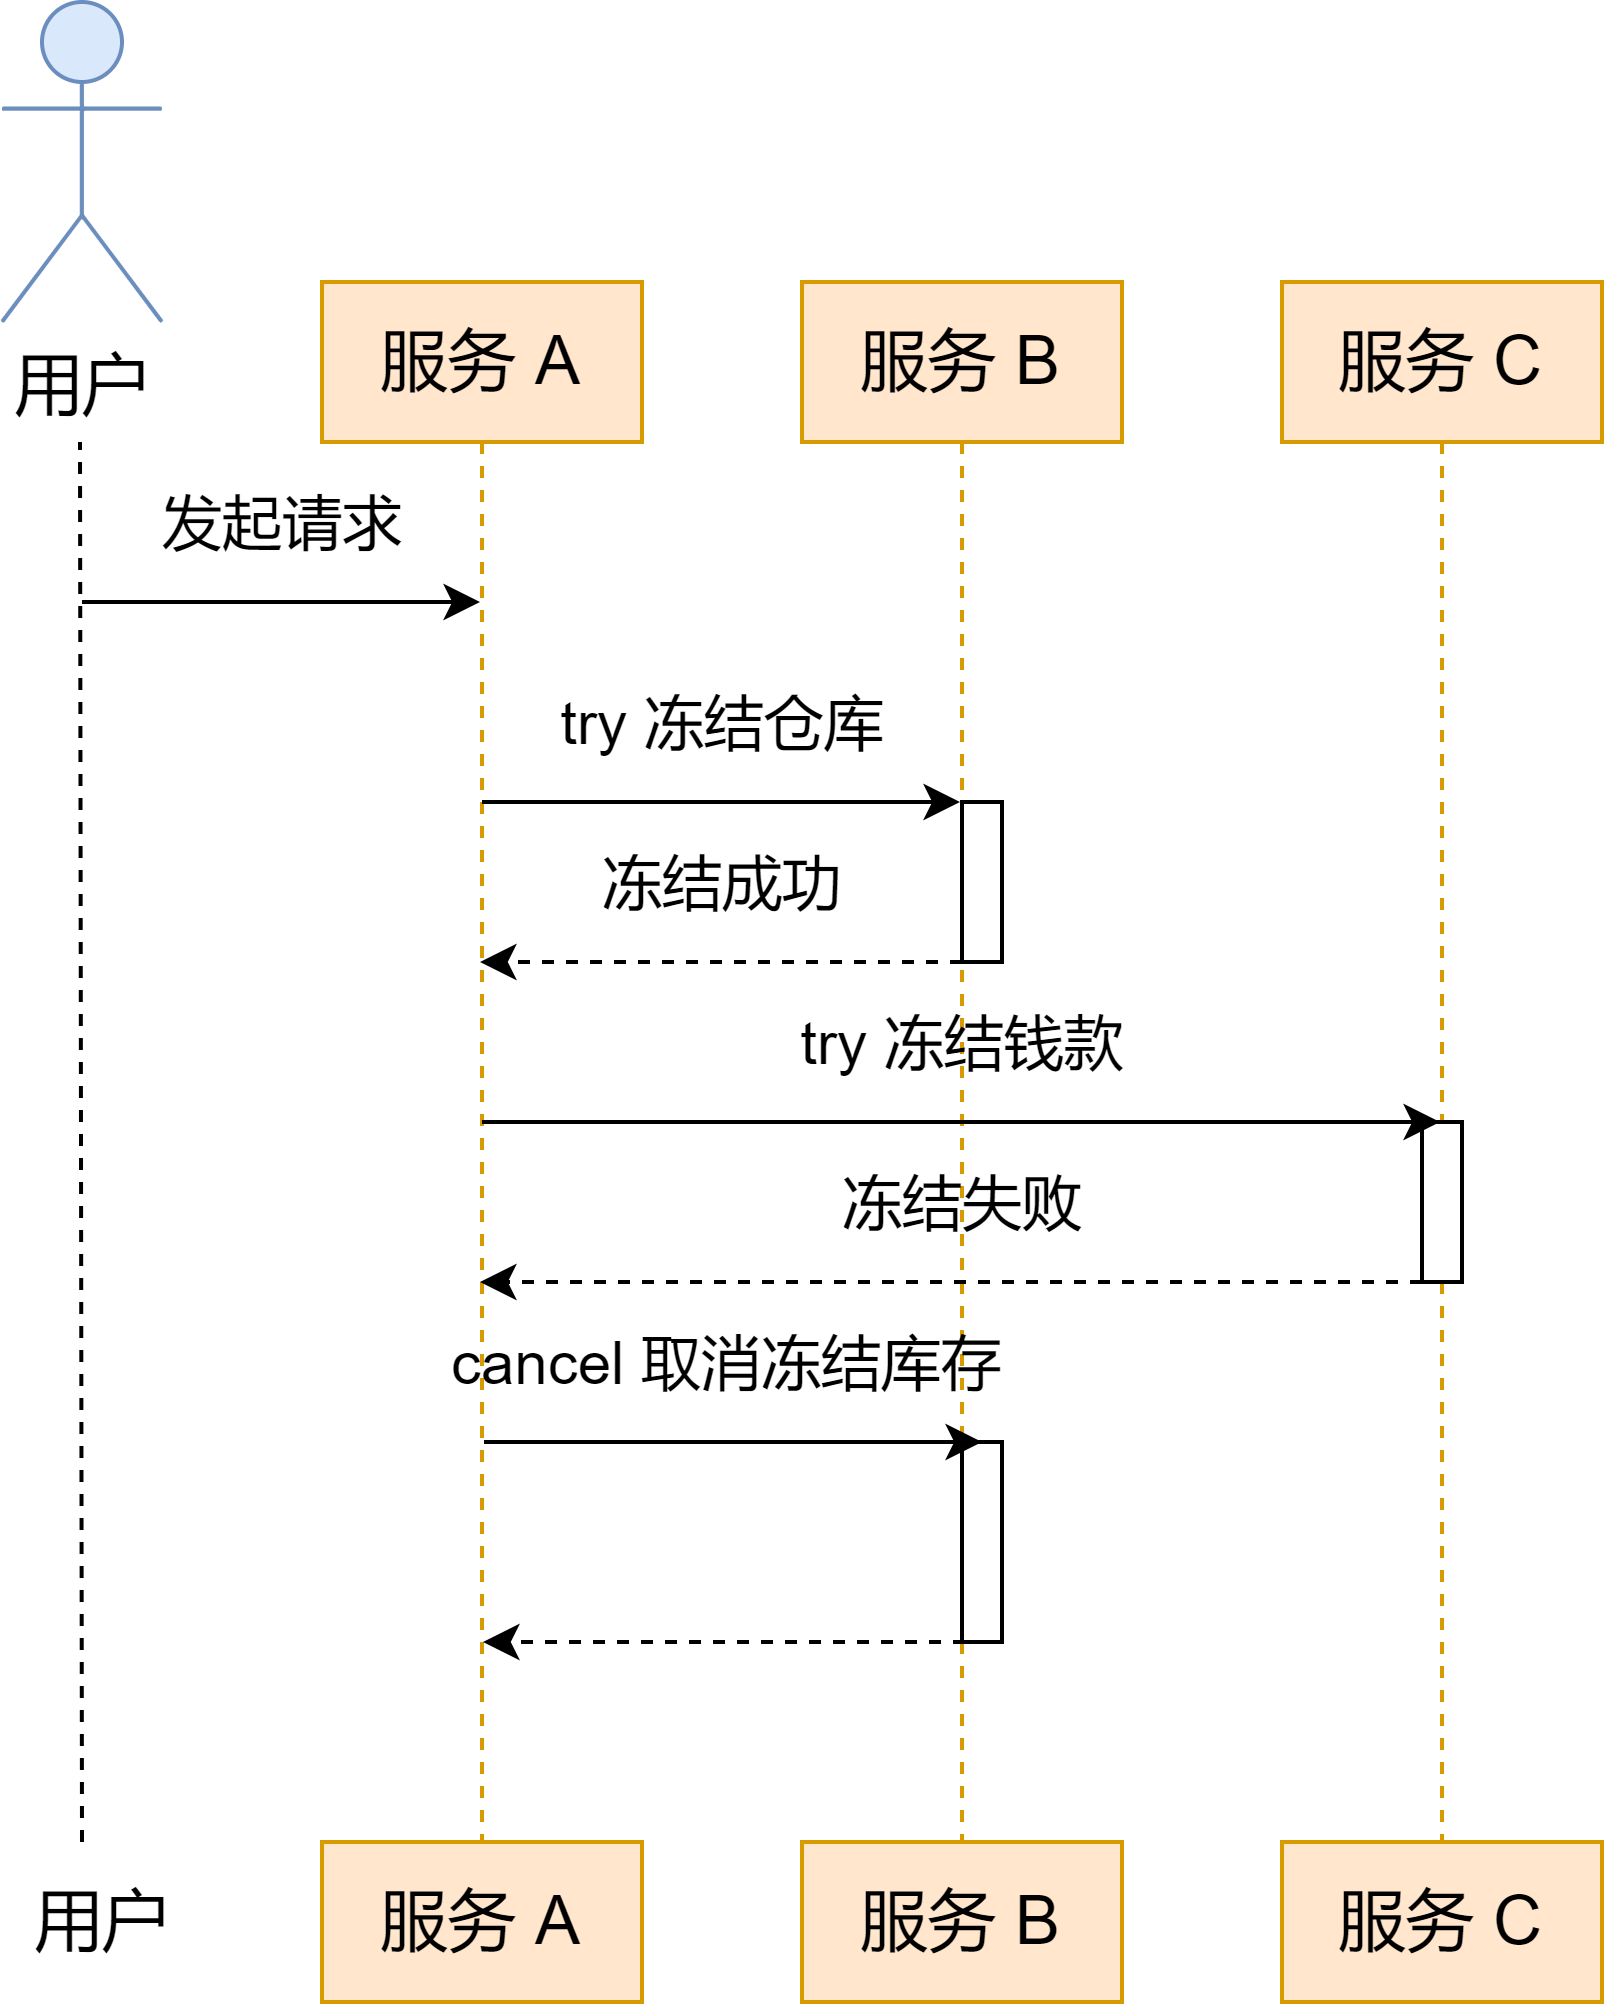 用户
服务 A
服务 B
服务 C
发起请求
try 冻结仓库
冻结成功
try 冻结钱款
冻结失败
cancel 取消冻结库存
用户
服务 A
服务 B
服务 C